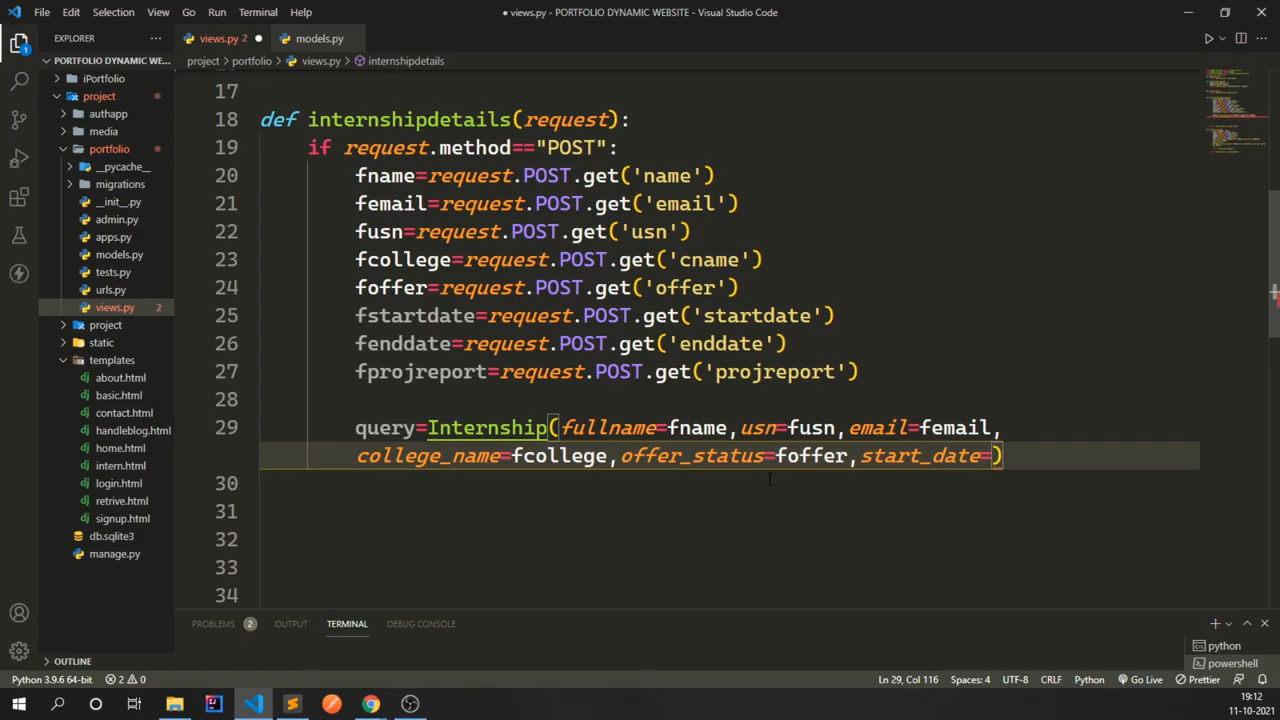 File Edit Selection View Go Run Terminal Help
● views.py - PORTFOLIO DYNAMIC WEBSITE - Visual Studio Code
EXPLORER
views.py 2 ●
models.py
PORTFOLIO DYNAMIC WE...
project > portfolio > views.py > internshipdetails
iPortfolio
project
authapp
media
portfolio
__pycache__
migrations
__init__.py
admin.py
apps.py
models.py
tests.py
urls.py
views.py 2
project
static
templates
about.html
basic.html
contact.html
handleblog.html
home.html
intern.html
login.html
retrive.html
signup.html
db.sqlite3
manage.py
OUTLINE
17
18 def internshipdetails(request):
19 if request.method=="POST":
20 fname=request.POST.get('name')
21 femail=request.POST.get('email')
22 fusn=request.POST.get('usn')
23 fcollege=request.POST.get('cname')
24 foffer=request.POST.get('offer')
25 fstartdate=request.POST.get('startdate')
26 fenddate=request.POST.get('enddate')
27 fprojreport=request.POST.get('projreport')
28
29 query=Internship(fullname=fname,usn=fusn,email=femail,
college_name=fcollege,offer_status=foffer,start_date=)
30
31
32
33
34
PROBLEMS 2 OUTPUT TERMINAL DEBUG CONSOLE
python
powershell
Python 3.9.6 64-bit 2 0
Ln 29, Col 116 Spaces: 4 UTF-8 CRLF Python Go Live Prettier
19:12
11-10-2021